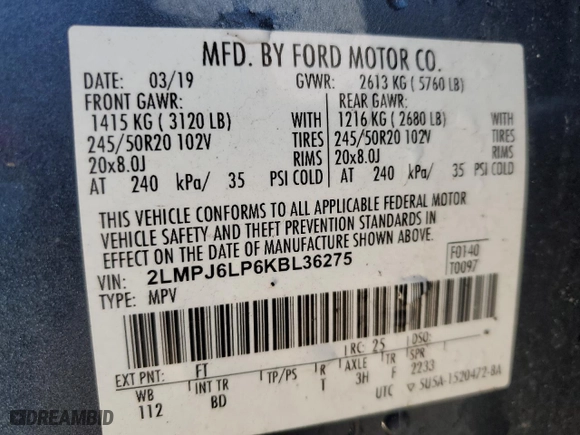 MFD. BY FORD MOTOR CO.
DATE: 03/19 GVWR: 2613 KG ( 5760 LB)
FRONT GAWR: REAR GAWR:
1415 KG ( 3120 LB) WITH 1216 KG ( 2680 LB) WITH
245/50R20 102V TIRES 245/50R20 102V TIRES
20x8.0J RIMS 20x8.0J RIMS
AT 240 kPa/ 35 PSI COLD AT 240 kPa/ 35 PSI COLD
THIS VEHICLE CONFORMS TO ALL APPLICABLE FEDERAL MOTOR
VEHICLE SAFETY AND THEFT PREVENTION STANDARDS IN
EFFECT ON THE DATE OF MANUFACTURE SHOWN ABOVE.
VIN: 2LMPJ6LP6KBL36275 F0140
TYPE: MPV T0097
EXT PNT: FT RC: 25 DSO:
WB INT TR TP/PS R AXLE TR SPR
112 BD T 3H F 2233
UTC ▽ 5U5A-1520472-BA
DREAMBID